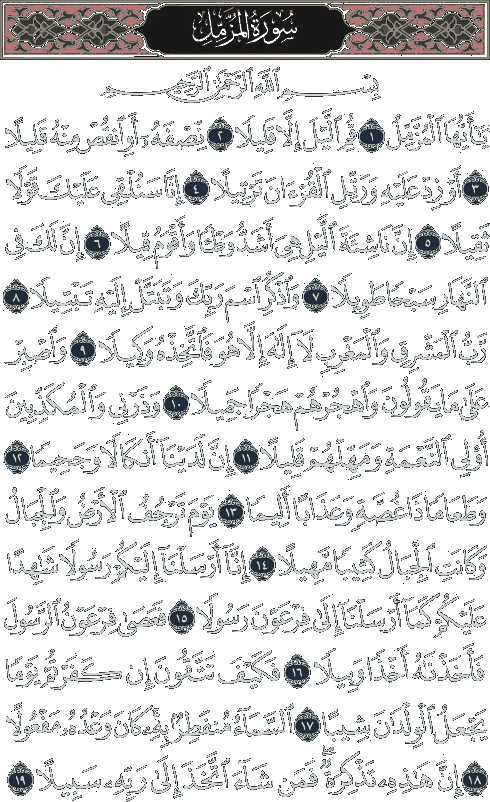 سُورَةُ الْمُزَّمِّلِ
بِسْمِ ٱللَّهِ ٱلرَّحْمَٰنِ ٱلرَّحِيمِ
يَٰٓأَيُّهَا ٱلْمُزَّمِّلُ ١ قُمِ ٱلَّيْلَ إِلَّا قَلِيلًا ٢ نِّصْفَهُۥٓ أَوِ ٱنقُصْ مِنْهُ قَلِيلًا
٣ أَوْ زِدْ عَلَيْهِ وَرَتِّلِ ٱلْقُرْءَانَ تَرْتِيلًا ٤ إِنَّا سَنُلْقِى عَلَيْكَ قَوْلًا
ثَقِيلًا ٥ إِنَّ نَاشِئَةَ ٱلَّيْلِ هِىَ أَشَدُّ وَطْـًٔا وَأَقْوَمُ قِيلًا ٦ إِنَّ لَكَ فِى
ٱلنَّهَارِ سَبْحًا طَوِيلًا ٧ وَٱذْكُرِ ٱسْمَ رَبِّكَ وَتَبَتَّلْ إِلَيْهِ تَبْتِيلًا ٨
رَّبُّ ٱلْمَشْرِقِ وَٱلْمَغْرِبِ لَآ إِلَٰهَ إِلَّا هُوَ فَٱتَّخِذْهُ وَكِيلًا ٩ وَٱصْبِرْ
عَلَىٰ مَا يَقُولُونَ وَٱهْجُرْهُمْ هَجْرًا جَمِيلًا ١٠ وَذَرْنِى وَٱلْمُكَذِّبِينَ
أُو۟لِى ٱلنَّعْمَةِ وَمَهِّلْهُمْ قَلِيلًا ١١ إِنَّ لَدَيْنَآ أَنكَالًا وَجَحِيمًا ١٢
وَطَعَامًا ذَا غُصَّةٍ وَعَذَابًا أَلِيمًا ١٣ يَوْمَ تَرْجُفُ ٱلْأَرْضُ وَٱلْجِبَالُ
وَكَانَتِ ٱلْجِبَالُ كَثِيبًا مَّهِيلًا ١٤ إِنَّآ أَرْسَلْنَآ إِلَيْكُمْ رَسُولًا شَٰهِدًا
عَلَيْكُمْ كَمَآ أَرْسَلْنَآ إِلَىٰ فِرْعَوْنَ رَسُولًا ١٥ فَعَصَىٰ فِرْعَوْنُ ٱلرَّسُولَ
فَأَخَذْنَٰهُ أَخْذًا وَبِيلًا ١٦ فَكَيْفَ تَتَّقُونَ إِن كَفَرْتُمْ يَوْمًا
يَجْعَلُ ٱلْوِلْدَٰنَ شِيبًا ١٧ ٱلسَّمَآءُ مُنفَطِرٌۢ بِهِۦ كَانَ وَعْدُهُۥ مَفْعُولًا
١٨ إِنَّ هَٰذِهِۦ تَذْكِرَةٌ فَمَن شَآءَ ٱتَّخَذَ إِلَىٰ رَبِّهِۦ سَبِيلًا ١٩